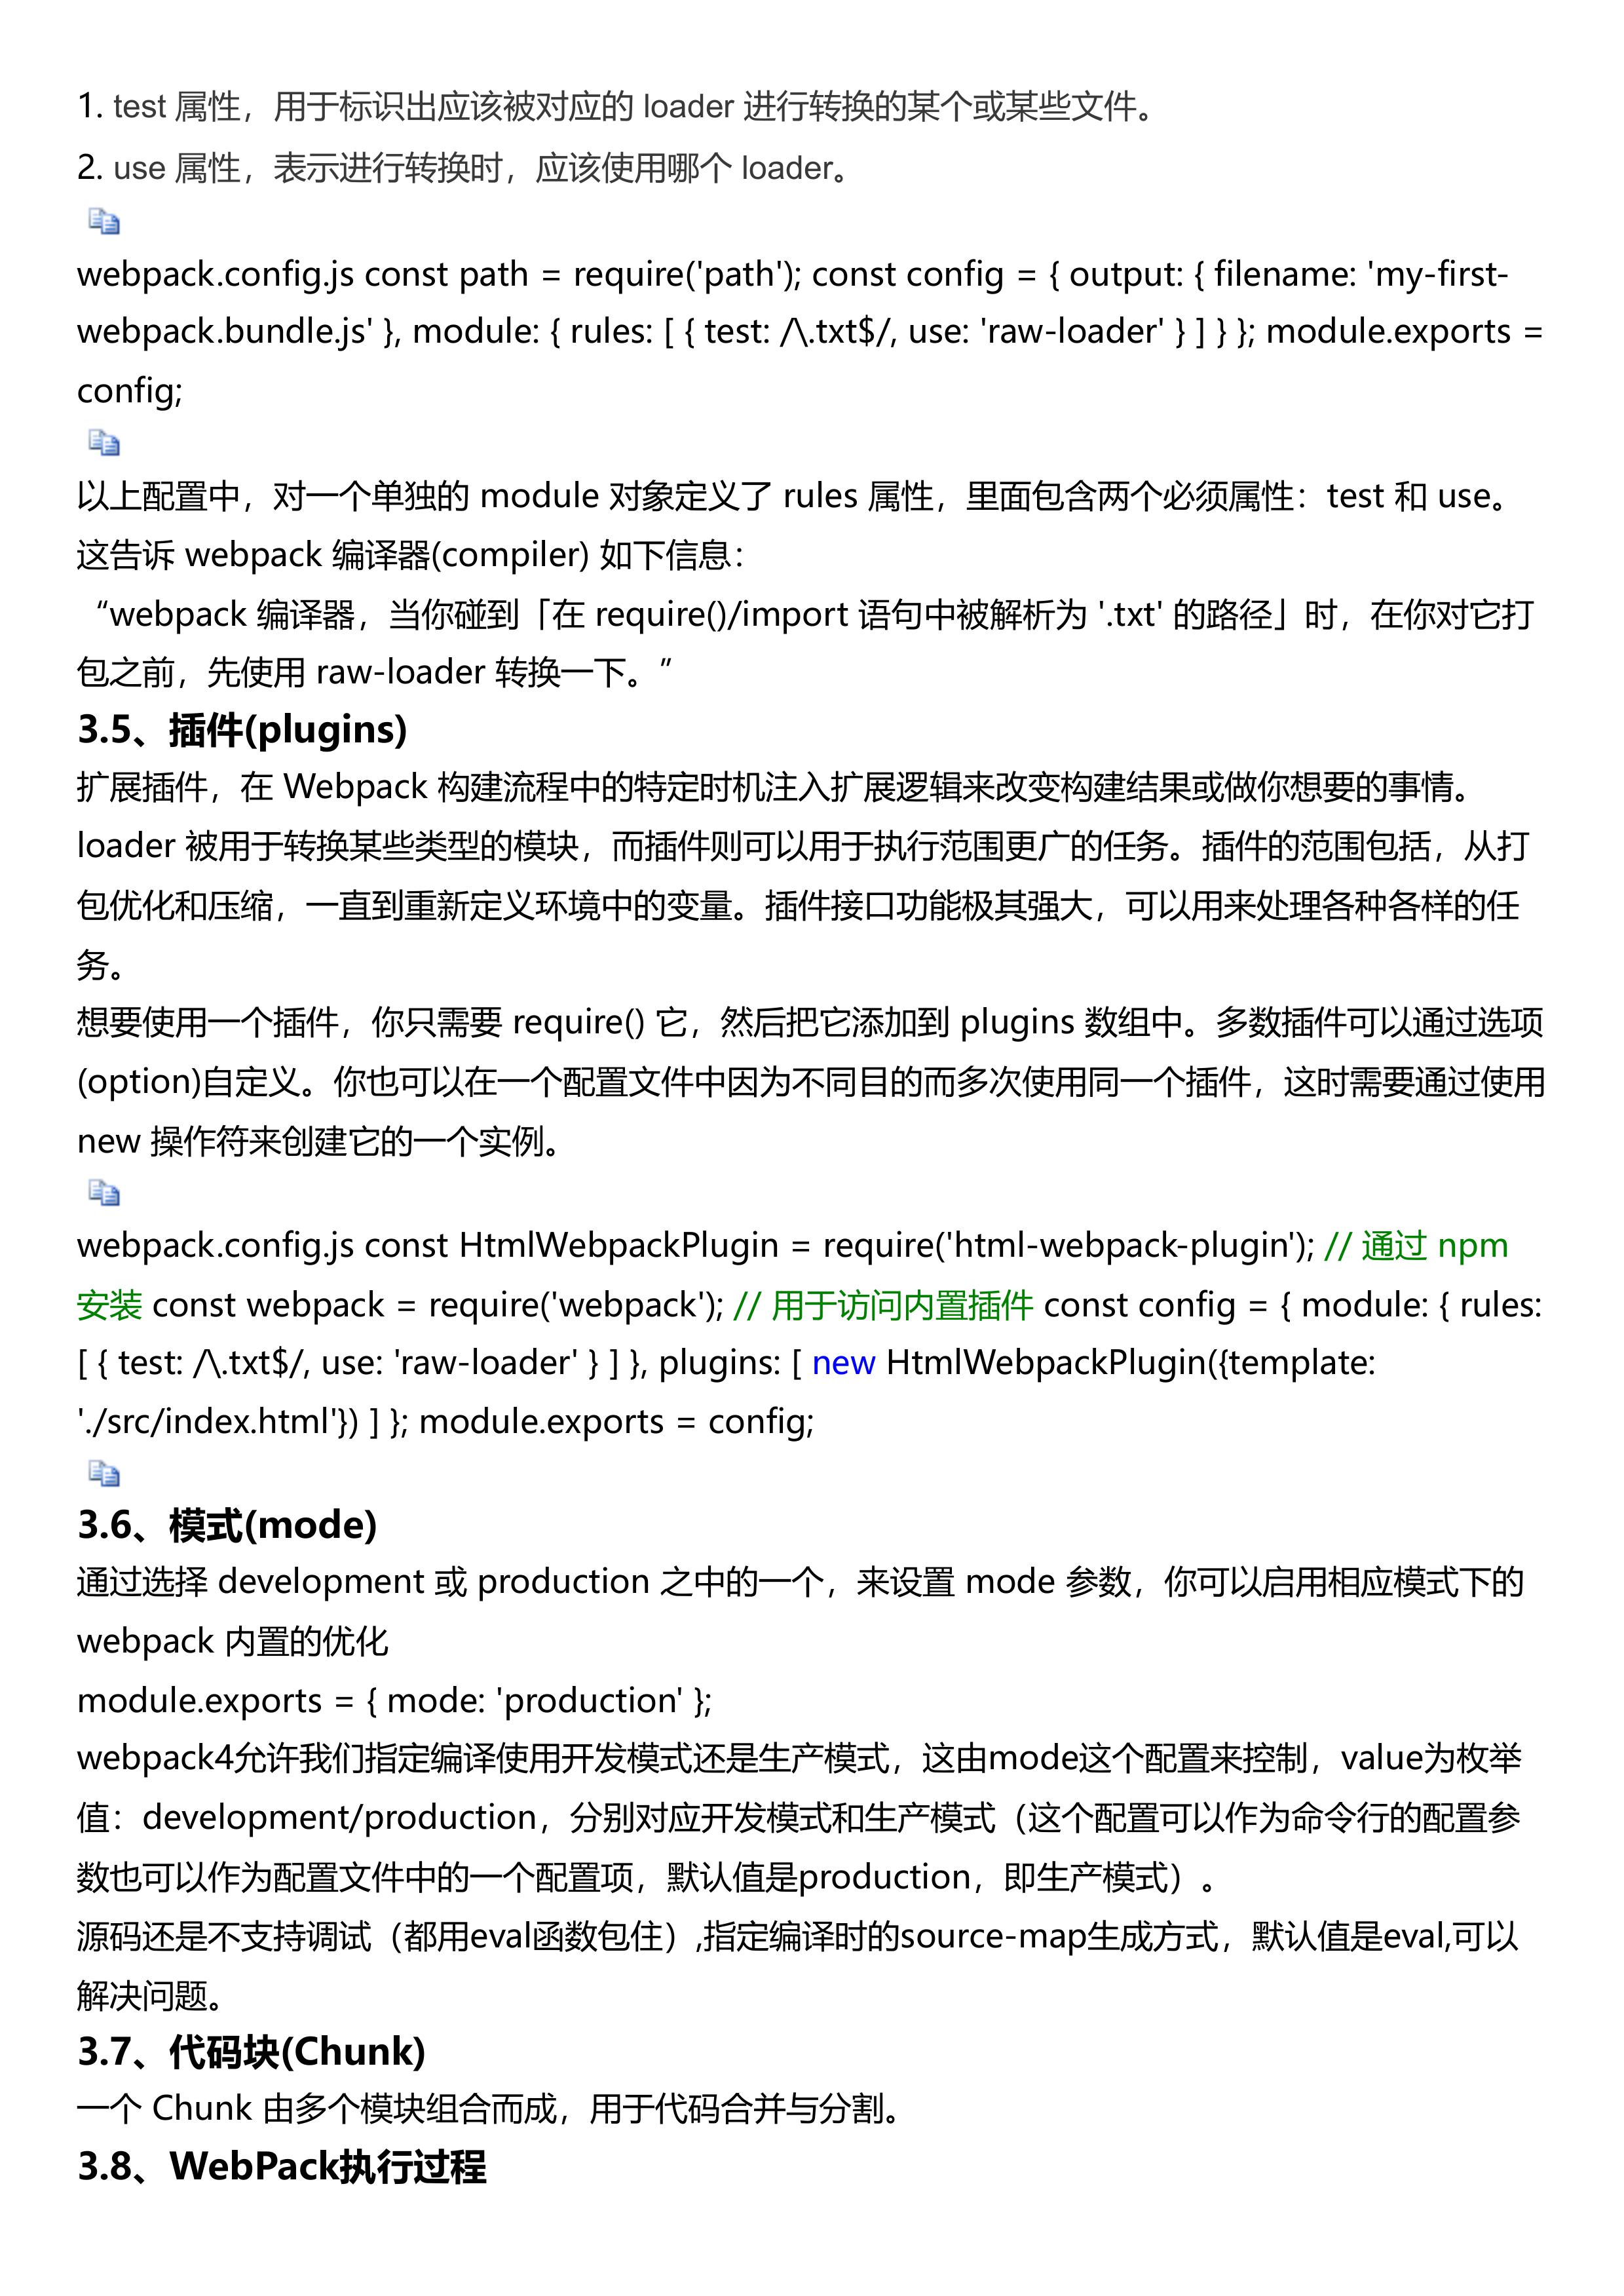 1. test 属性，用于标识出应该被对应的 loader 进行转换的某个或某些文件。
2. use 属性，表示进行转换时，应该使用哪个 loader。
webpack.config.js const path = require('path'); const config = { output: { filename: 'my-first-
webpack.bundle.js' }, module: { rules: [ { test: /\.txt$/, use: 'raw-loader' } ] } }; module.exports =
config;
以上配置中，对一个单独的 module 对象定义了 rules 属性，里面包含两个必须属性：test 和 use。
这告诉 webpack 编译器(compiler) 如下信息：
“webpack 编译器，当你碰到「在 require()/import 语句中被解析为 '.txt' 的路径」时，在你对它打
包之前，先使用 raw-loader 转换一下。”
3.5、插件(plugins)
扩展插件，在 Webpack 构建流程中的特定时机注入扩展逻辑来改变构建结果或做你想要的事情。
loader 被用于转换某些类型的模块，而插件则可以用于执行范围更广的任务。插件的范围包括，从打
包优化和压缩，一直到重新定义环境中的变量。插件接口功能极其强大，可以用来处理各种各样的任
务。
想要使用一个插件，你只需要 require() 它，然后把它添加到 plugins 数组中。多数插件可以通过选项
(option)自定义。你也可以在一个配置文件中因为不同目的而多次使用同一个插件，这时需要通过使用
new 操作符来创建它的一个实例。
webpack.config.js const HtmlWebpackPlugin = require('html-webpack-plugin'); // 通过 npm
安装 const webpack = require('webpack'); // 用于访问内置插件 const config = { module: { rules:
[ { test: /\.txt$/, use: 'raw-loader' } ] }, plugins: [ new HtmlWebpackPlugin({template:
'./src/index.html'}) ] }; module.exports = config;
3.6、模式(mode)
通过选择 development 或 production 之中的一个，来设置 mode 参数，你可以启用相应模式下的
webpack 内置的优化
module.exports = { mode: 'production' };
webpack4允许我们指定编译使用开发模式还是生产模式，这由mode这个配置来控制，value为枚举
值：development/production，分别对应开发模式和生产模式（这个配置可以作为命令行的配置参
数也可以作为配置文件中的一个配置项，默认值是production，即生产模式）。
源码还是不支持调试（都用eval函数包住）,指定编译时的source-map生成方式，默认值是eval,可以
解决问题。
3.7、代码块(Chunk)
一个 Chunk 由多个模块组合而成，用于代码合并与分割。
3.8、WebPack执行过程